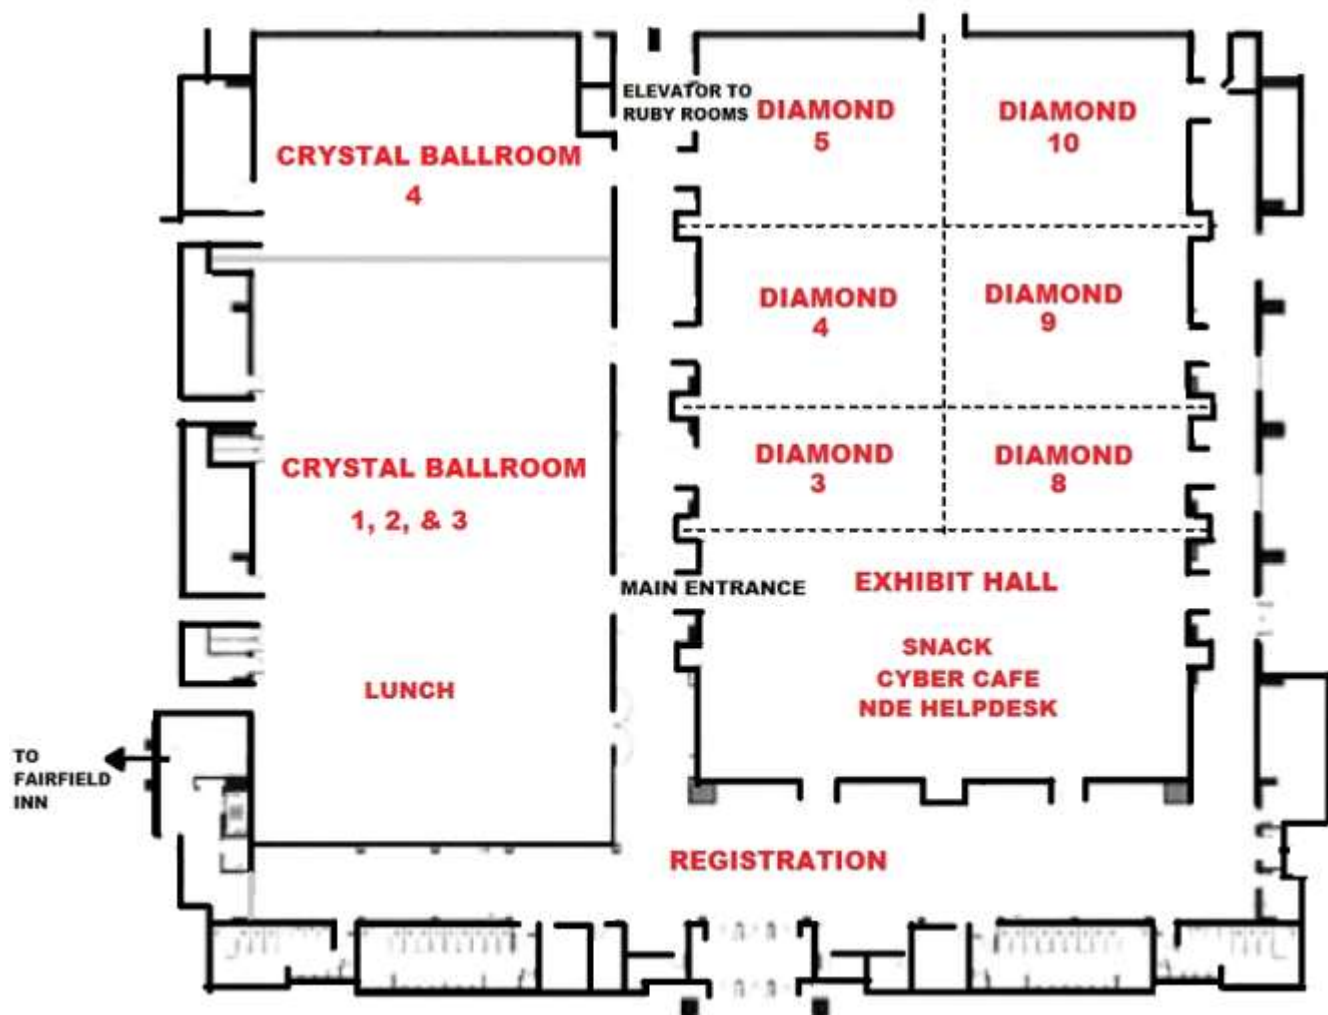 ELEVATOR TO
RUBY ROOMS
DIAMOND
5
DIAMOND
10
CRYSTAL BALLROOM
4
DIAMOND
4
DIAMOND
9
DIAMOND
3
DIAMOND
8
CRYSTAL BALLROOM
1, 2, & 3
MAIN ENTRANCE
EXHIBIT HALL
SNACK
CYBER CAFE
NDE HELPDESK
LUNCH
TO
FAIRFIELD
INN
REGISTRATION